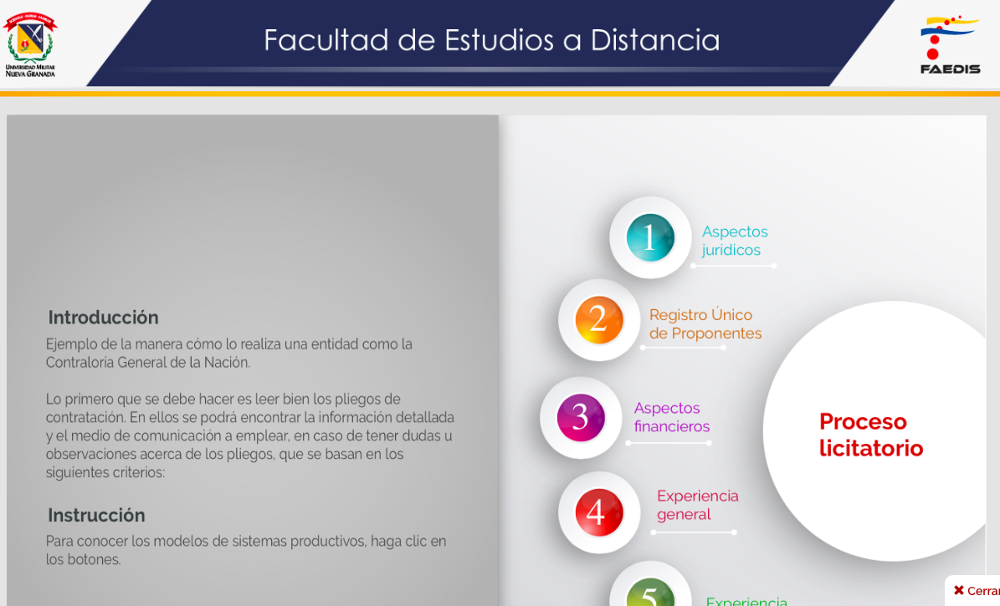 Facultad de Estudios a Distancia
UNIVERSIDAD MILITAR
NUEVA GRANADA
FAEDIS
Introducción
Ejemplo de la manera cómo lo realiza una entidad como la
Contraloría General de la Nación.
Lo primero que se debe hacer es leer bien los pliegos de
contratación. En ellos se podrá encontrar la información detallada
y el medio de comunicación a emplear, en caso de tener dudas u
observaciones acerca de los pliegos, que se basan en los
siguientes criterios:
Instrucción
Para conocer los modelos de sistemas productivos, haga clic en
los botones.
1
Aspectos
juridicos
2
Registro Único
de Proponentes
3
Aspectos
financieros
4
Experiencia
general
5
Experiencia
Proceso
licitatorio
Cerrar